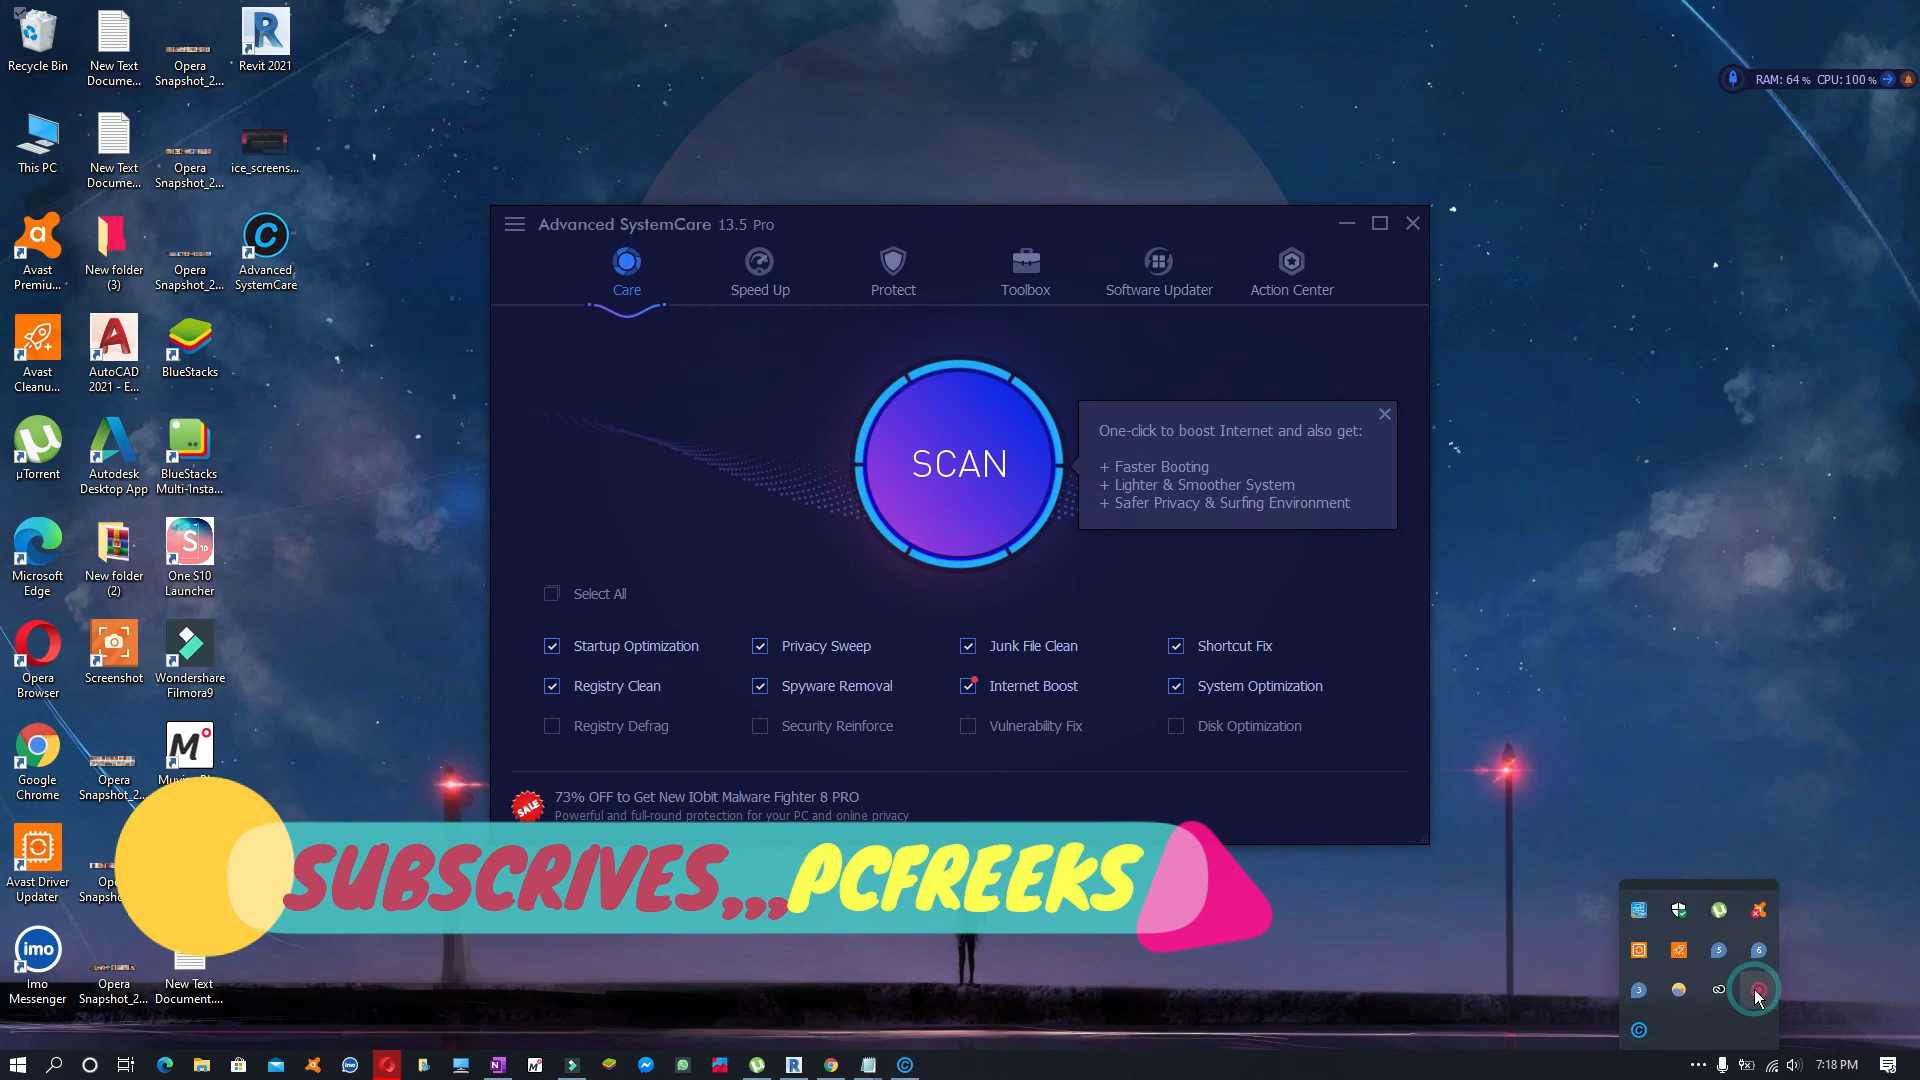 Recycle Bin
New Text
Docume...
Opera
Snapshot_2...
Revit 2021
This PC
New Text
Docume...
Opera
Snapshot_2...
ice_screens...
Avast
Premiu...
New folder
(3)
Opera
Snapshot_2...
Advanced
SystemCare
Avast
Cleanu...
AutoCAD
2021 - E...
BlueStacks
µTorrent
Autodesk
Desktop App
BlueStacks
Multi-Insta...
Microsoft
Edge
New folder
(2)
One S10
Launcher
Opera
Browser
Screenshot
Wondershare
Filmora9
Google
Chrome
Opera
Snapshot_2...
Avast Driver
Updater
imo
Imo
Messenger
Opera
Snapshot_2...
New Text
Document....
RAM: 64 % CPU: 100 %
Advanced SystemCare 13.5 Pro
Care
Speed Up
Protect
Toolbox
Software Updater
Action Center
SCAN
One-click to boost Internet and also get:
+ Faster Booting
+ Lighter & Smoother System
+ Safer Privacy & Surfing Environment
Select All
Startup Optimization
Privacy Sweep
Junk File Clean
Shortcut Fix
Registry Clean
Spyware Removal
Internet Boost
System Optimization
Registry Defrag
Security Reinforce
Vulnerability Fix
Disk Optimization
SALE
73% OFF to Get New IObit Malware Fighter 8 PRO
Powerful and full-round protection for your PC and online privacy
SUBSCRIVES,,,PCFREEKS
7:18 PM